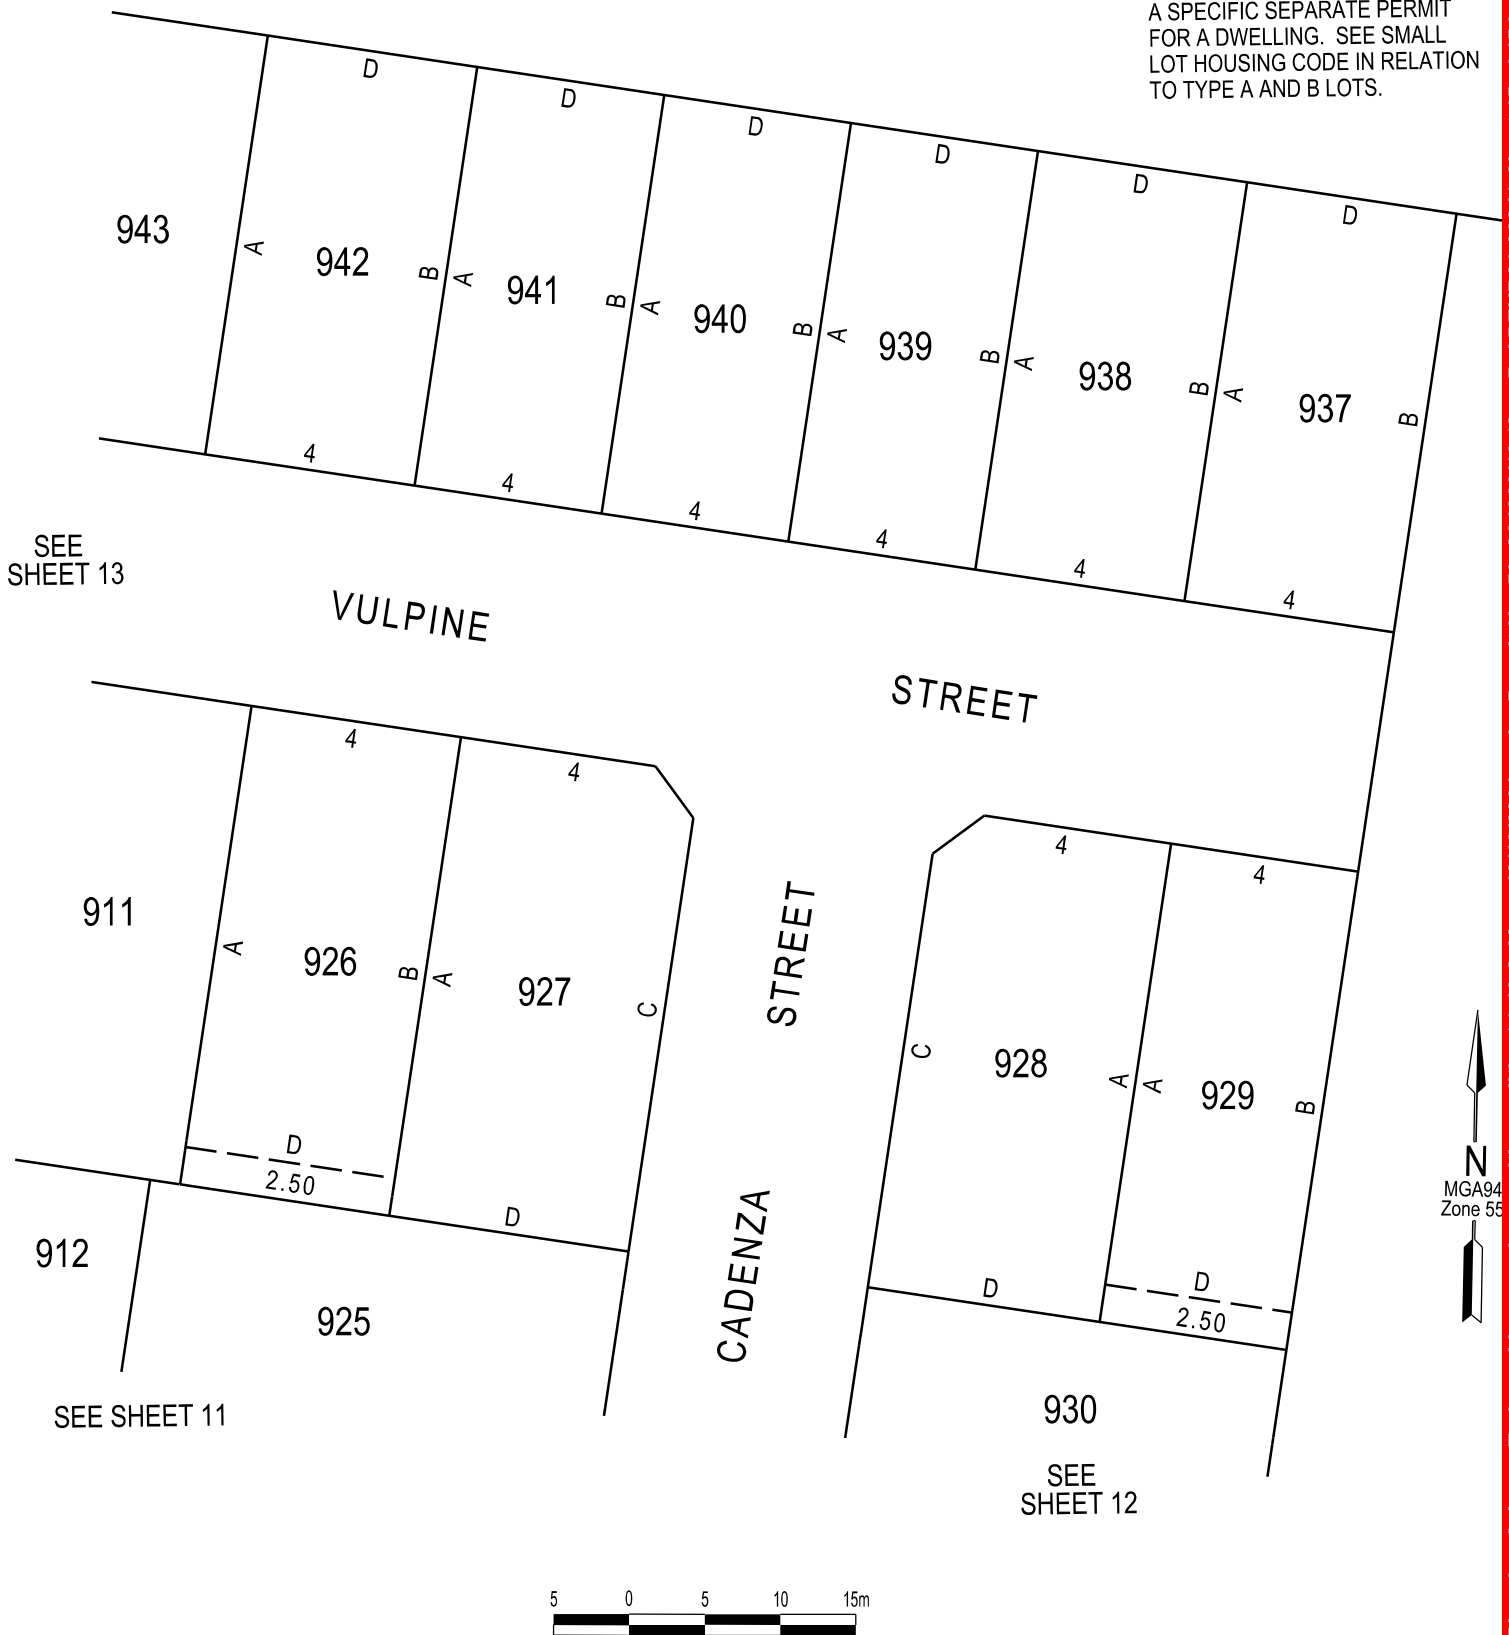 A SPECIFIC SEPARATE PERMIT
FOR A DWELLING. SEE SMALL
LOT HOUSING CODE IN RELATION
TO TYPE A AND B LOTS.
D
D
D
D
D
D
943
A
942
B
A
941
B
A
940
B
A
939
B
A
938
B
A
937
B
4
4
4
4
4
4
SEE
SHEET 13
VULPINE
STREET
4
4
4
4
911
A
926
B
A
927
C
STREET
C
928
A
A
929
B
D
2.50
D
CADENZA
D
D
2.50
N
MGA94
Zone 55
912
925
930
SEE SHEET 11
SEE
SHEET 12
5 0 5 10 15m